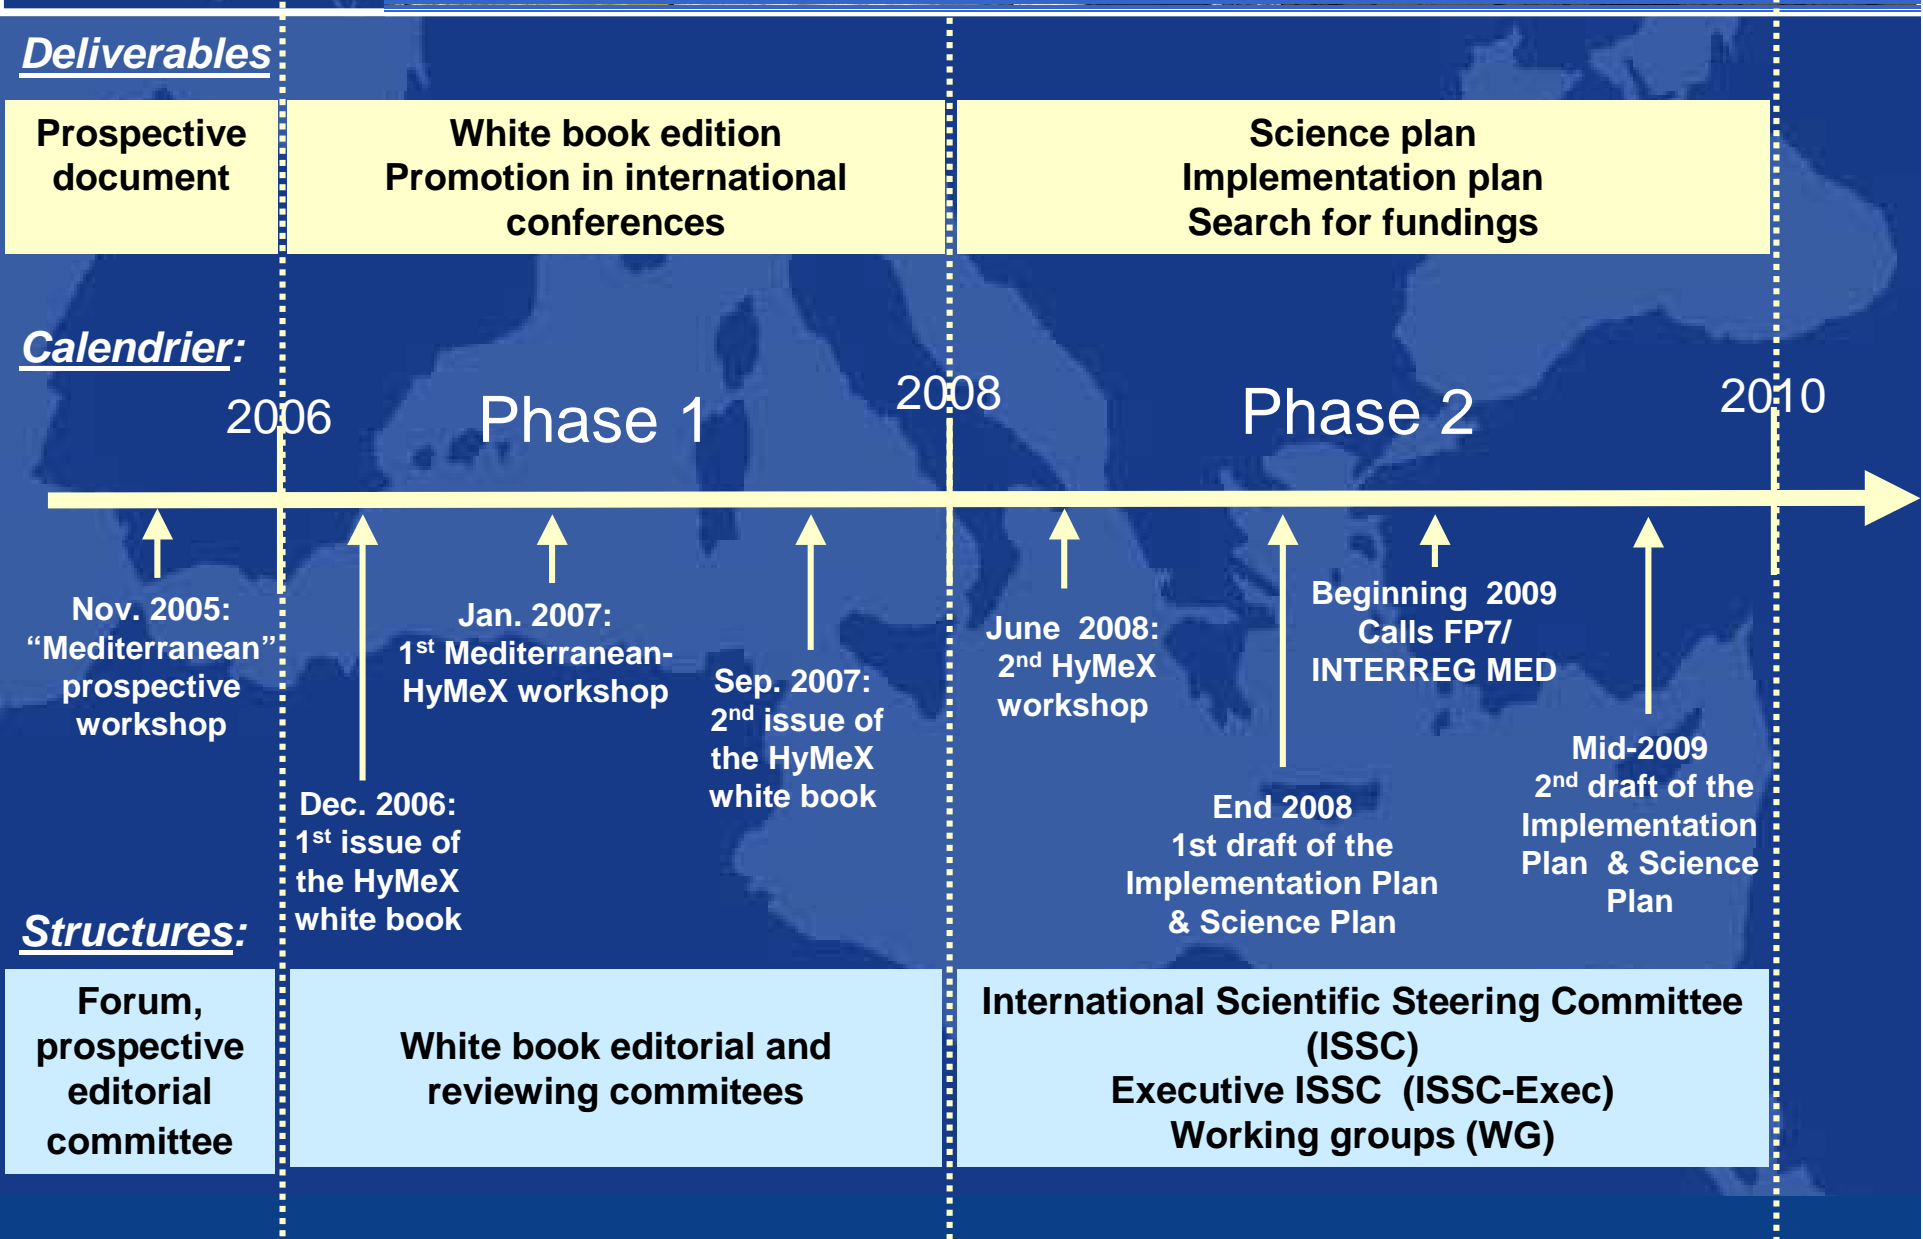 Deliverables
Prospective
document
White book edition
Promotion in international
conferences
Science plan
Implementation plan
Search for fundings
Calendrier:
2006
Phase 1
2008
Phase 2
2010
Nov. 2005:
“Mediterranean”
prospective
workshop
Dec. 2006:
1st issue of
the HyMeX
white book
Jan. 2007:
1st Mediterranean-
HyMeX workshop
Sep. 2007:
2nd issue of
the HyMeX
white book
June 2008:
2nd HyMeX
workshop
End 2008
1st draft of the
Implementation Plan
& Science Plan
Beginning 2009
Calls FP7/
INTERREG MED
Mid-2009
2nd draft of the
Implementation
Plan & Science
Plan
Structures:
Forum,
prospective
editorial
committee
White book editorial and
reviewing commitees
International Scientific Steering Committee
(ISSC)
Executive ISSC (ISSC-Exec)
Working groups (WG)